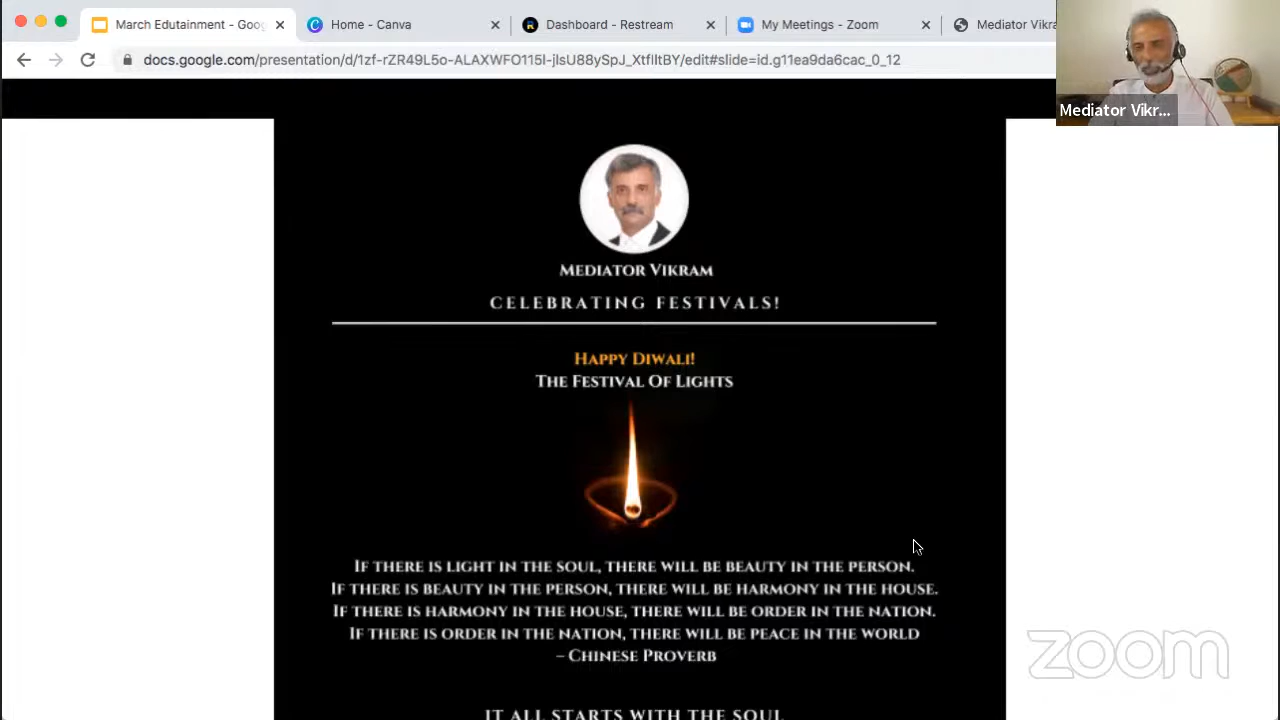 March Edutainment - Goo
Home - Canva
Dashboard - Restream
My Meetings - Zoom
Mediator Vikra
docs.google.com/presentation/d/1zf-rZR49L5o-ALAXWFO115I-jIsU88ySpJ_XtfIItBY/edit#slide=id.g11ea9da6cac_0_12
Mediator Vikr...
MEDIATOR VIKRAM
CELEBRATING FESTIVALS!
HAPPY DIWALI!
THE FESTIVAL OF LIGHTS
IF THERE IS LIGHT IN THE SOUL, THERE WILL BE BEAUTY IN THE PERSON.
IF THERE IS BEAUTY IN THE PERSON, THERE WILL BE HARMONY IN THE HOUSE.
IF THERE IS HARMONY IN THE HOUSE, THERE WILL BE ORDER IN THE NATION.
IF THERE IS ORDER IN THE NATION, THERE WILL BE PEACE IN THE WORLD
– CHINESE PROVERB
IT ALL STARTS WITH THE SOUL
zoom